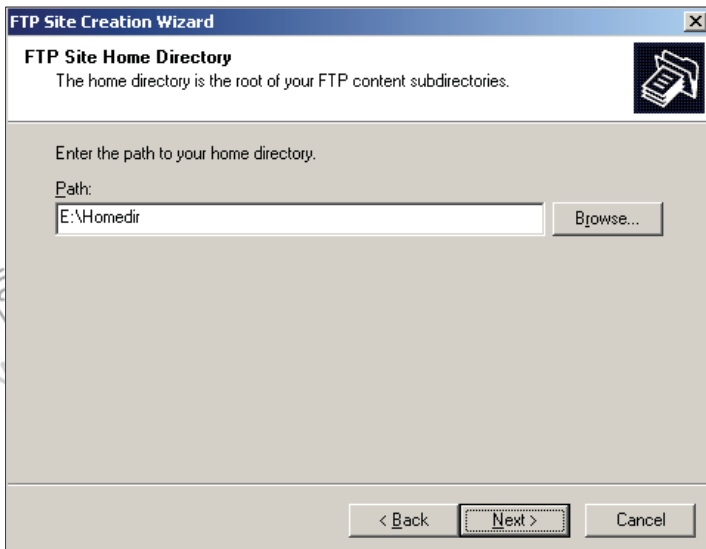 FTP Site Creation Wizard
FTP Site Home Directory
The home directory is the root of your FTP content subdirectories.
Enter the path to your home directory.
Path:
E:\Homedir
Browse...
< Back
Next >
Cancel